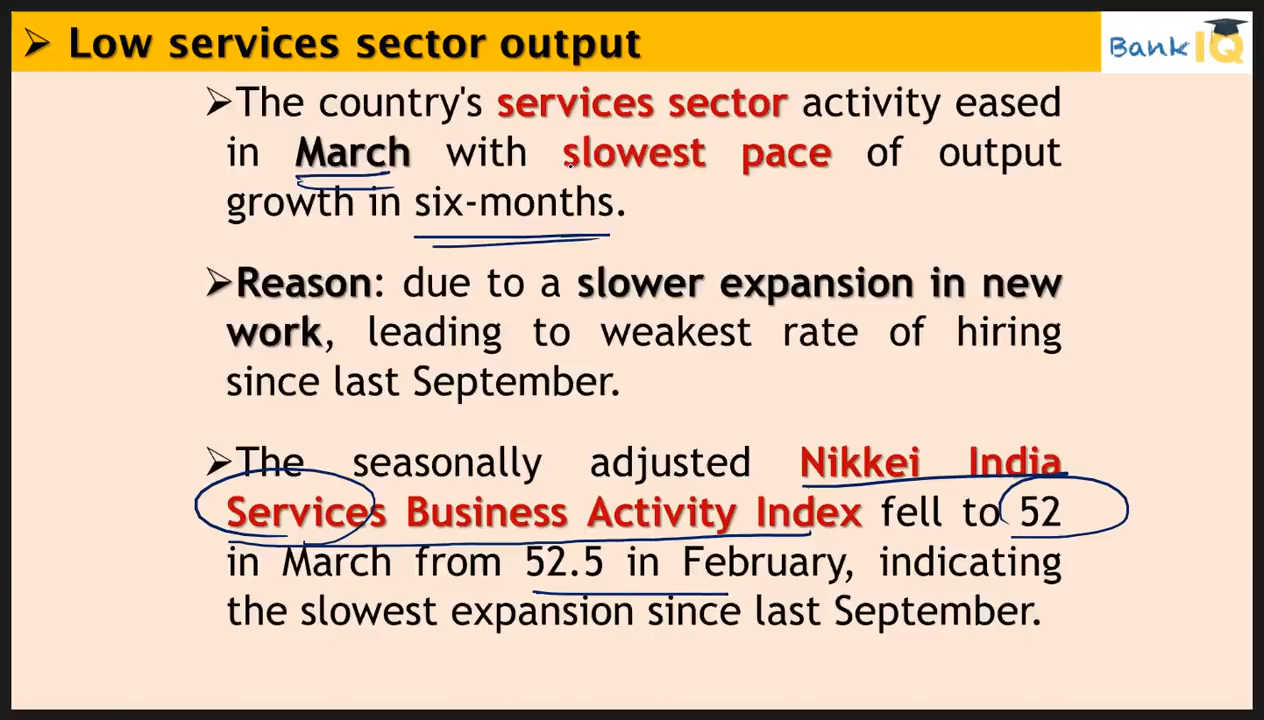 ➢ Low services sector output
Bank IQ
➢The country's services sector activity eased
in March with slowest pace of output
growth in six-months.
➢Reason: due to a slower expansion in new
work, leading to weakest rate of hiring
since last September.
➢The seasonally adjusted Nikkei India
Services Business Activity Index fell to 52
in March from 52.5 in February, indicating
the slowest expansion since last September.